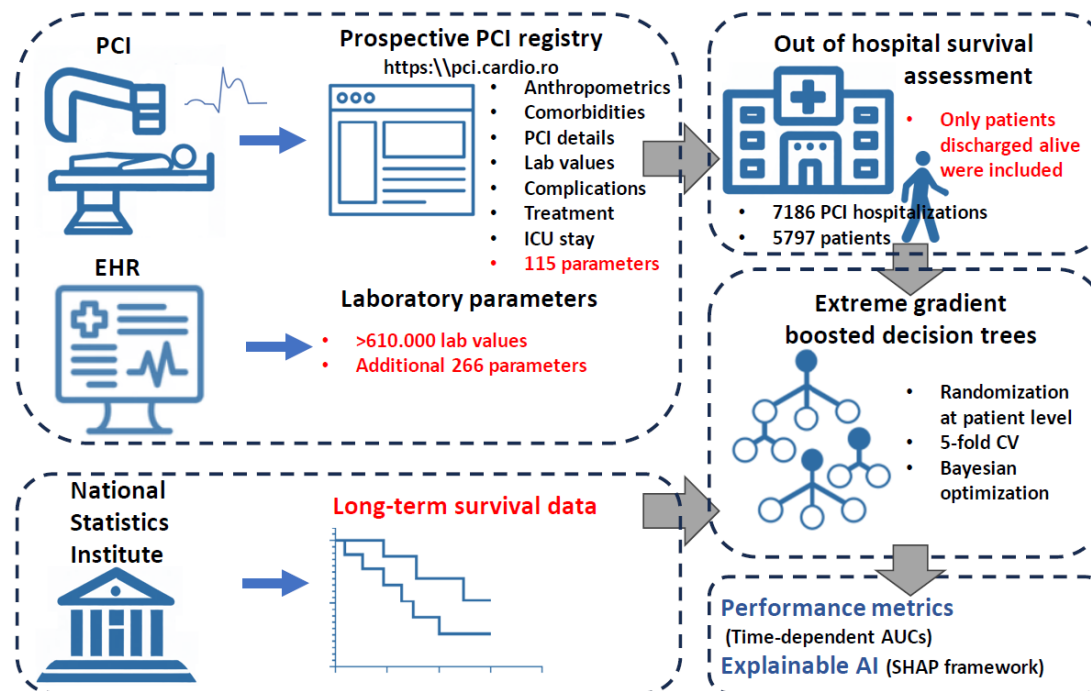 PCI
Prospective PCI registry
https:\\pci.cardio.ro
• Anthropometrics
• Comorbidities
• PCI details
• Lab values
• Complications
• Treatment
• ICU stay
• 115 parameters
EHR
Laboratory parameters
• >610.000 lab values
• Additional 266 parameters
National
Statistics
Institute
Long-term survival data
Out of hospital survival
assessment
• Only patients
discharged alive
were included
• 7186 PCI hospitalizations
• 5797 patients
Extreme gradient
boosted decision trees
• Randomization
at patient level
• 5-fold CV
• Bayesian
optimization
Performance metrics
(Time-dependent AUCs)
Explainable AI (SHAP framework)